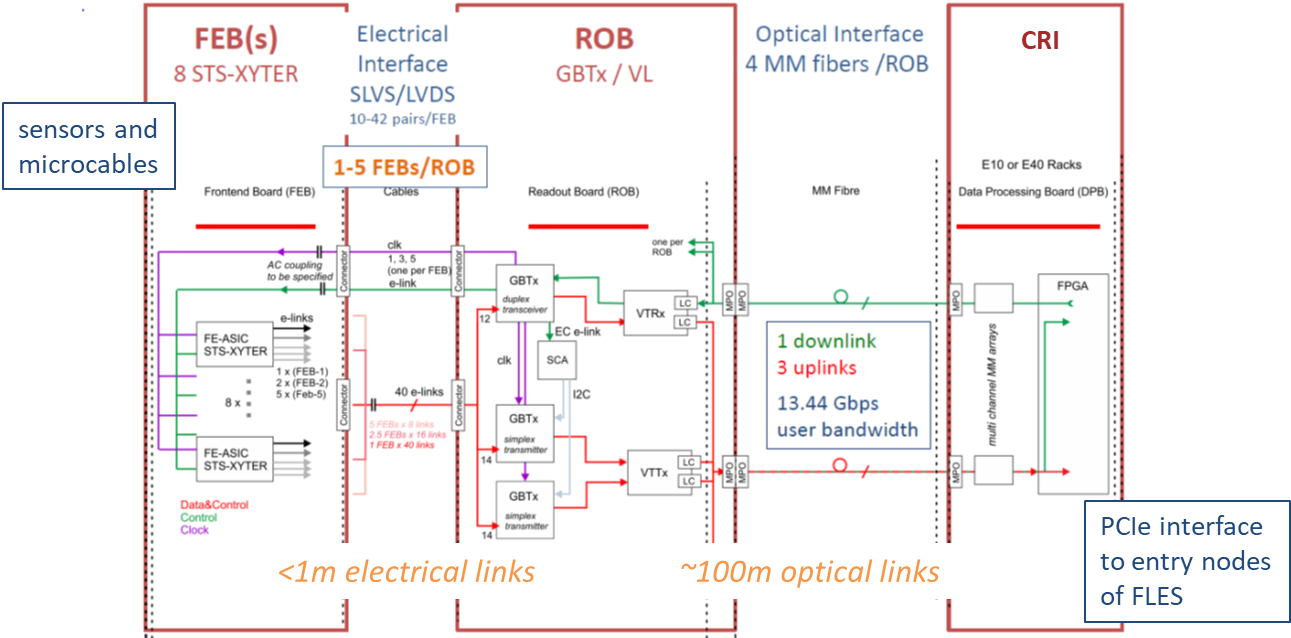 FEB(s)
8 STS-XYTER
Electrical
Interface
SLVS/LVDS
10-42 pairs/FEB
ROB
GBTx / VL
Optical Interface
4 MM fibers /ROB
CRI
sensors and
microcables
1-5 FEBs/ROB
E10 or E40 Racks
Frontend Board (FEB)
Cables
Readout Board (ROB)
MM Fibre
Data Processing Board (DPB)
AC coupling
to be specified
Connector
clk
1, 3, 5
(one per FEB)
e-link
Connector
GBTx
duplex
transceiver
12
one per
ROB
VTRx
LC
LC
MPO
MPO
MPO
FPGA
e-links
FE-ASIC
STS-XYTER
1 x (FEB-1)
2 x (FEB-2)
5 x (Feb-5)
8 x
EC e-link
SCA
clk
I2C
1 downlink
3 uplinks
13.44 Gbps
user bandwidth
multi channel MM arrays
Connector
40 e-links
Connector
5 FEBs x 8 links
2.5 FEBs x 16 links
1 FEB x 40 links
GBTx
simplex
transmitter
14
FE-ASIC
STS-XYTER
VTTx
LC
LC
MPO
MPO
MPO
GBTx
simplex
transmitter
14
Data&Control
Control
Clock
<1m electrical links
~100m optical links
PCIe interface
to entry nodes
of FLES